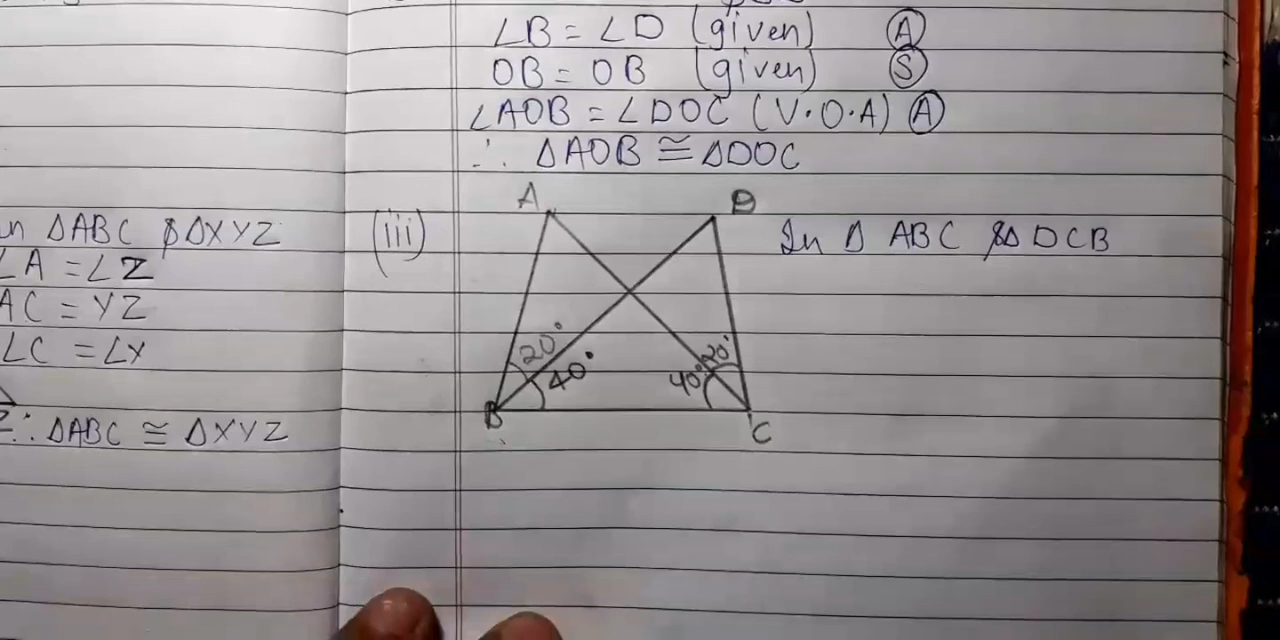 ∠B = ∠D (given) Ⓐ
OB = OB (given) Ⓢ
∠AOB = ∠DOC (V.O.A) Ⓐ
∴ ΔAOB ≅ ΔDOC
In ΔABC & ΔXYZ
∠A = ∠Z
AC = YZ
∠C = ∠Y
∴ ΔABC ≅ ΔXYZ
(iii)
A D
In Δ ABC & Δ DCB
20° 20°
40° 40°
B C